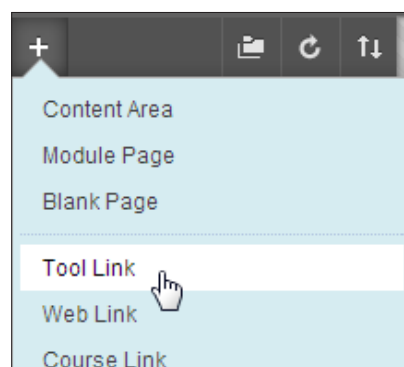 Content Area
Module Page
Blank Page
Tool Link
Web Link
Course Link